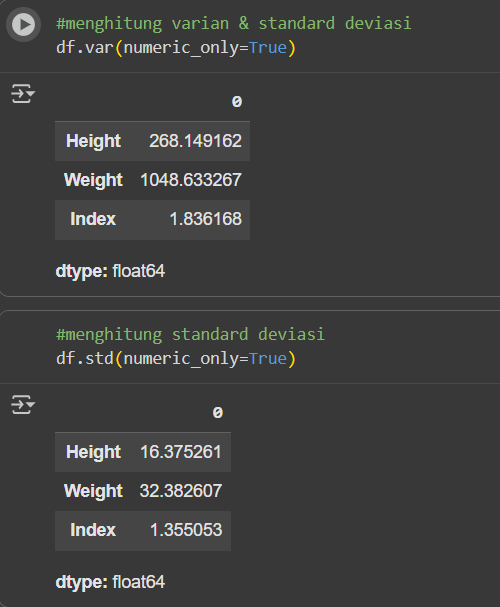 #menghitung varian & standard deviasi
df.var(numeric_only=True)
0
Height 268.149162
Weight 1048.633267
Index 1.836168
dtype: float64
#menghitung standard deviasi
df.std(numeric_only=True)
0
Height 16.375261
Weight 32.382607
Index 1.355053
dtype: float64